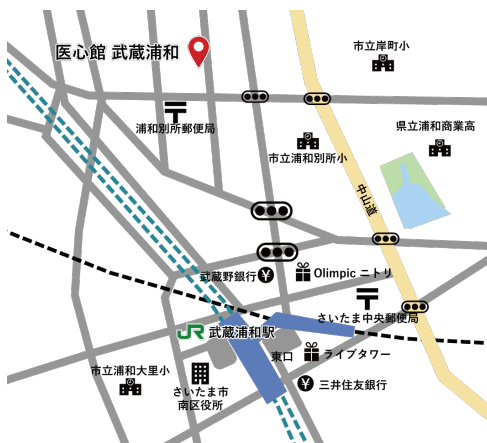 医心館 武蔵浦和
市立岸町小
浦和別所郵便局
県立浦和商業高
市立浦和別所小
中山道
武蔵野銀行
¥
Olimpic ニトリ
さいたま中央郵便局
JR 武蔵浦和駅
東口
ライブタワー
市立浦和大里小
さいたま市
南区役所
¥
三井住友銀行